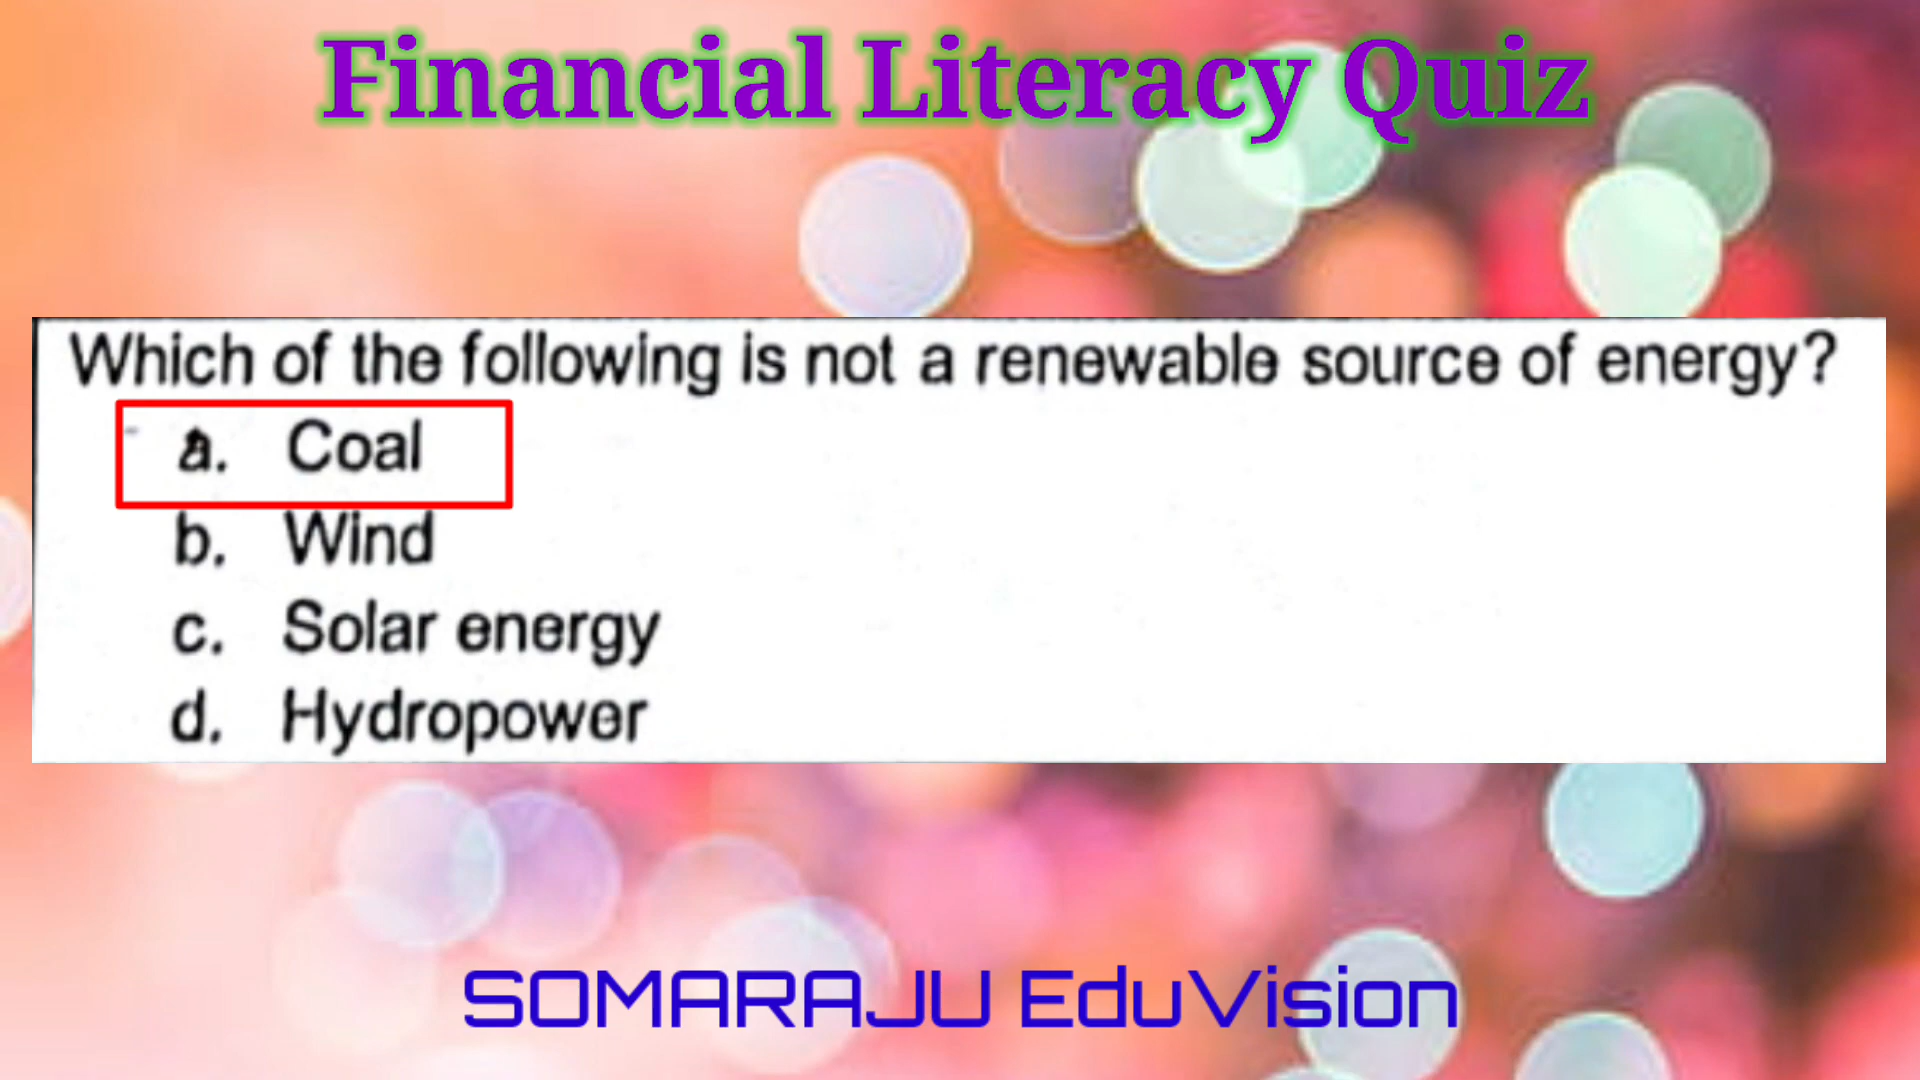 Financial Literacy Quiz
Which of the following is not a renewable source of energy?
a. Coal
b. Wind
c. Solar energy
d. Hydropower
SOMARAJU EduVision